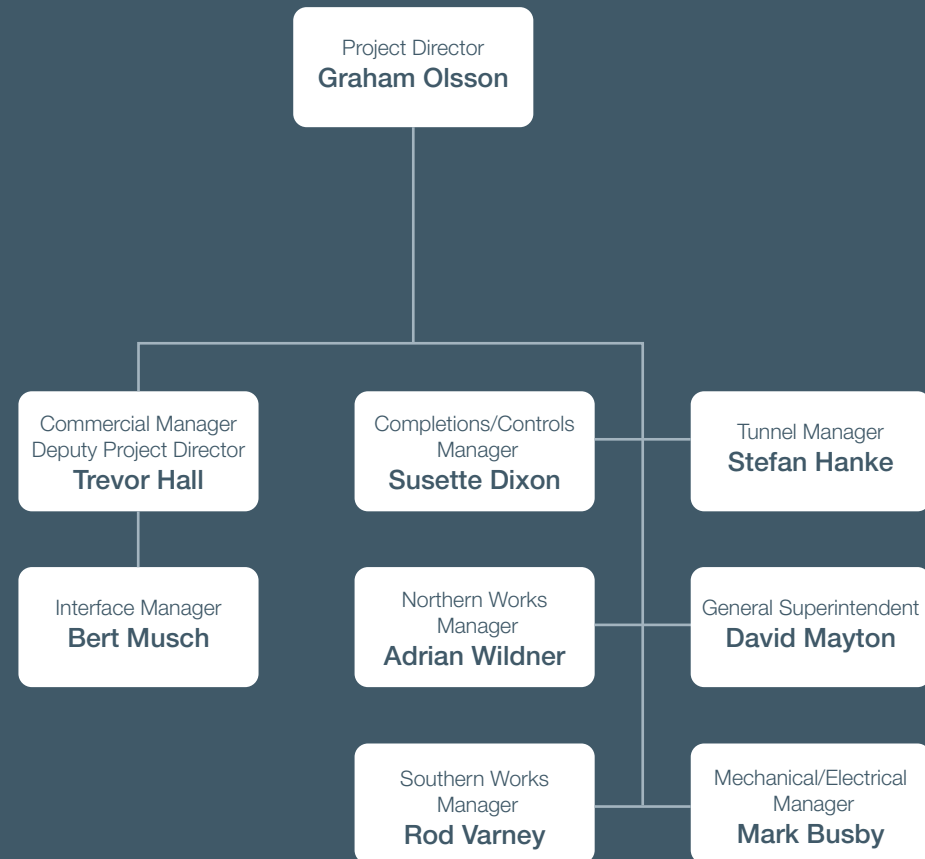 Project Director
Graham Olsson
Commercial Manager
Deputy Project Director
Trevor Hall
Completions/Controls
Manager
Susette Dixon
Tunnel Manager
Stefan Hanke
Interface Manager
Bert Musch
Northern Works
Manager
Adrian Wildner
General Superintendent
David Mayton
Southern Works
Manager
Rod Varney
Mechanical/Electrical
Manager
Mark Busby